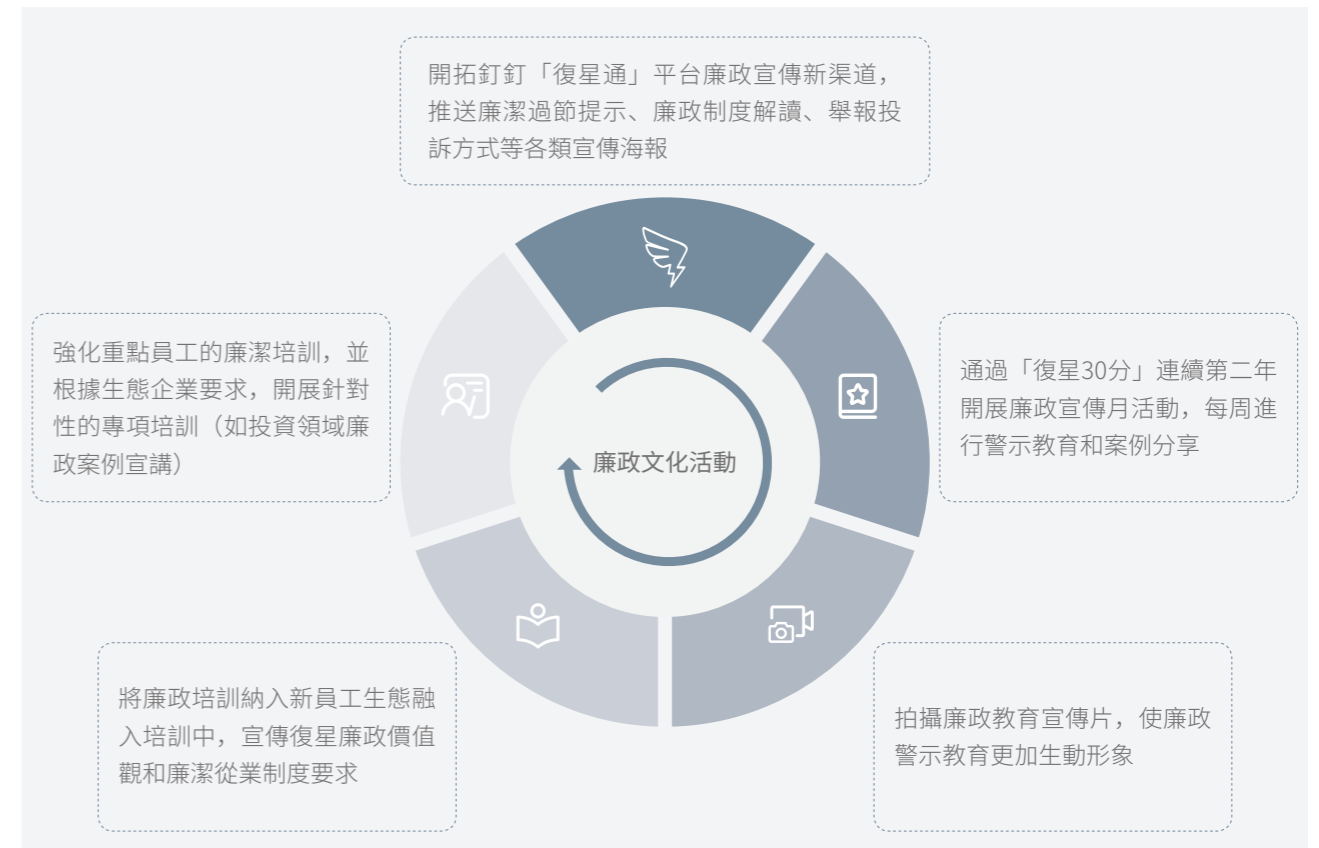 開拓釘釘「復星通」平台廉政宣傳新渠道，
推送廉潔過節提示、廉政制度解讀、舉報投
訴方式等各類宣傳海報
強化重點員工的廉潔培訓，並
根據生態企業要求，開展針對
性的專項培訓（如投資領域廉
政案例宣講）
通過「復星30分」連續第二年
開展廉政宣傳月活動，每周進
行警示教育和案例分享
廉政文化活動
將廉政培訓納入新員工生態融
入培訓中，宣傳復星廉政價值
觀和廉潔從業制度要求
拍攝廉政教育宣傳片，使廉政
警示教育更加生動形象